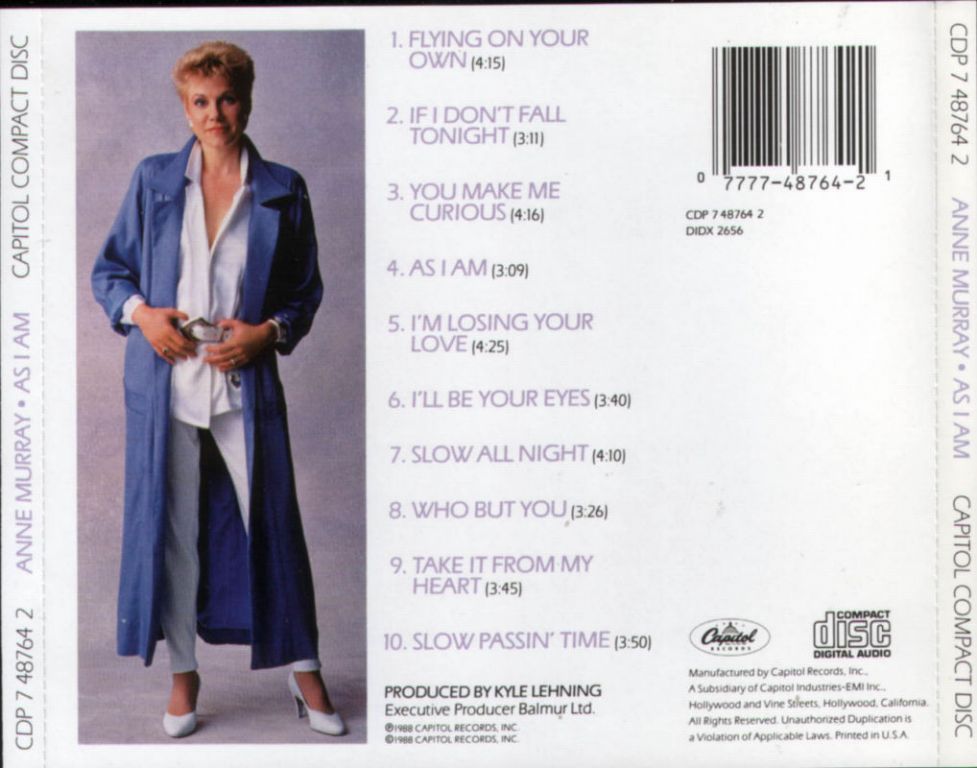 CDP 7 48764 2 ANNE MURRAY • AS I AM CAPITOL COMPACT DISC
1. FLYING ON YOUR
OWN (4:15)
2. IF I DON'T FALL
TONIGHT (3:11)
3. YOU MAKE ME
CURIOUS (4:16)
4. AS I AM (3:09)
5. I'M LOSING YOUR
LOVE (4:25)
6. I'LL BE YOUR EYES (3:40)
7. SLOW ALL NIGHT (4:10)
8. WHO BUT YOU (3:26)
9. TAKE IT FROM MY
HEART (3:45)
10. SLOW PASSIN' TIME (3:50)
PRODUCED BY KYLE LEHNING
Executive Producer Balmur Ltd.
℗1988 CAPITOL RECORDS, INC.
©1988 CAPITOL RECORDS, INC.
0 7777-48764-2 1
CDP 7 48764 2
DIDX 2656
Capitol
RECORDS
COMPACT
disc
DIGITAL AUDIO
Manufactured by Capitol Records, Inc.,
A Subsidiary of Capitol Industries-EMI Inc.,
Hollywood and Vine Streets, Hollywood, California.
All Rights Reserved. Unauthorized Duplication is
a Violation of Applicable Laws. Printed in U.S.A.
CDP 7 48764 2 ANNE MURRAY • AS I AM CAPITOL COMPACT DISC